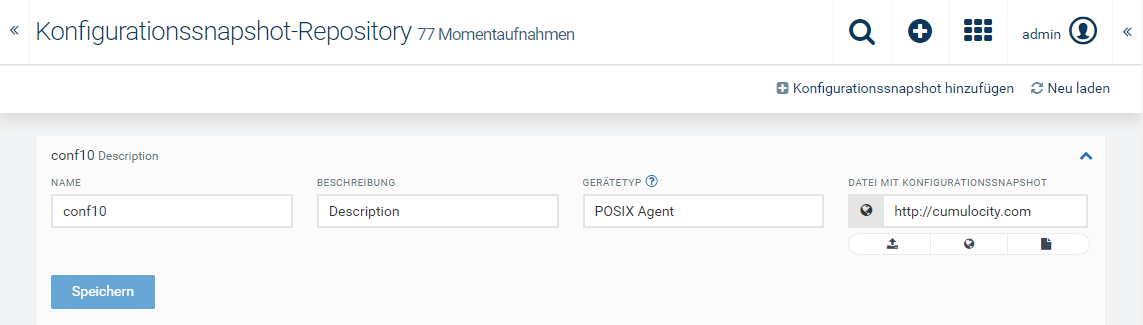 Konfigurationssnapshot-Repository 77 Momentaufnahmen
admin
Konfigurationssnapshot hinzufügen Neu laden
conf10 Description
NAME BESCHREIBUNG GERÄTETYP DATEI MIT KONFIGURATIONSSNAPSHOT
conf10 Description POSIX Agent http://cumulocity.com
Speichern